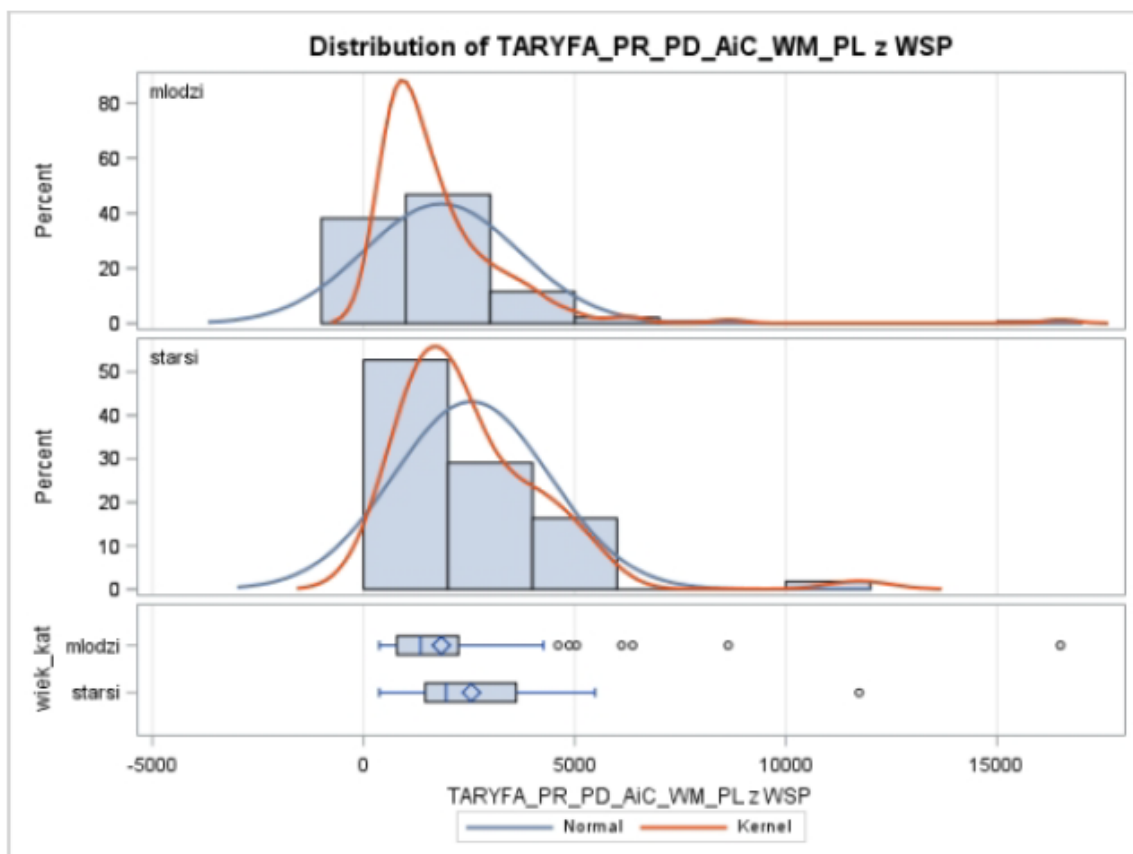 Distribution of TARYFA_PR_PD_AiC_WM_PL z WSP
mlodzi
80
60
40
20
0
Percent
starsi
50
40
30
20
10
0
Percent
wiek_kat
mlodzi
starsi
-5000 0 5000 10000 15000
TARYFA_PR_PD_AiC_WM_PL z WSP
Normal Kernel